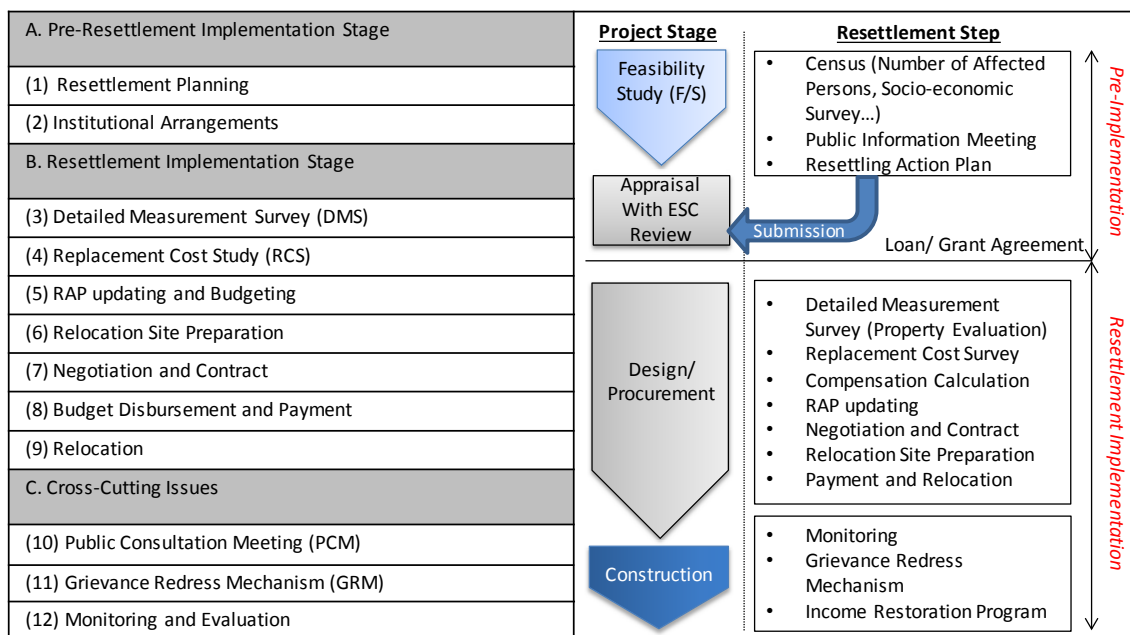 A. Pre-Resettlement Implementation Stage
(1) Resettlement Planning
(2) Institutional Arrangements
B. Resettlement Implementation Stage
(3) Detailed Measurement Survey (DMS)
(4) Replacement Cost Study (RCS)
(5) RAP updating and Budgeting
(6) Relocation Site Preparation
(7) Negotiation and Contract
(8) Budget Disbursement and Payment
(9) Relocation
C. Cross-Cutting Issues
(10) Public Consultation Meeting (PCM)
(11) Grievance Redress Mechanism (GRM)
(12) Monitoring and Evaluation
Project Stage
Feasibility
Study (F/S)
Appraisal
With ESC
Review
Design/
Procurement
Construction
Resettlement Step
• Census (Number of Affected
Persons, Socio-economic
Survey...)
• Public Information Meeting
• Resettling Action Plan
Submission
Loan/ Grant Agreement
• Detailed Measurement
Survey (Property Evaluation)
• Replacement Cost Survey
• Compensation Calculation
• RAP updating
• Negotiation and Contract
• Relocation Site Preparation
• Payment and Relocation
• Monitoring
• Grievance Redress
Mechanism
• Income Restoration Program
Pre-Implementation
Resettlement Implementation